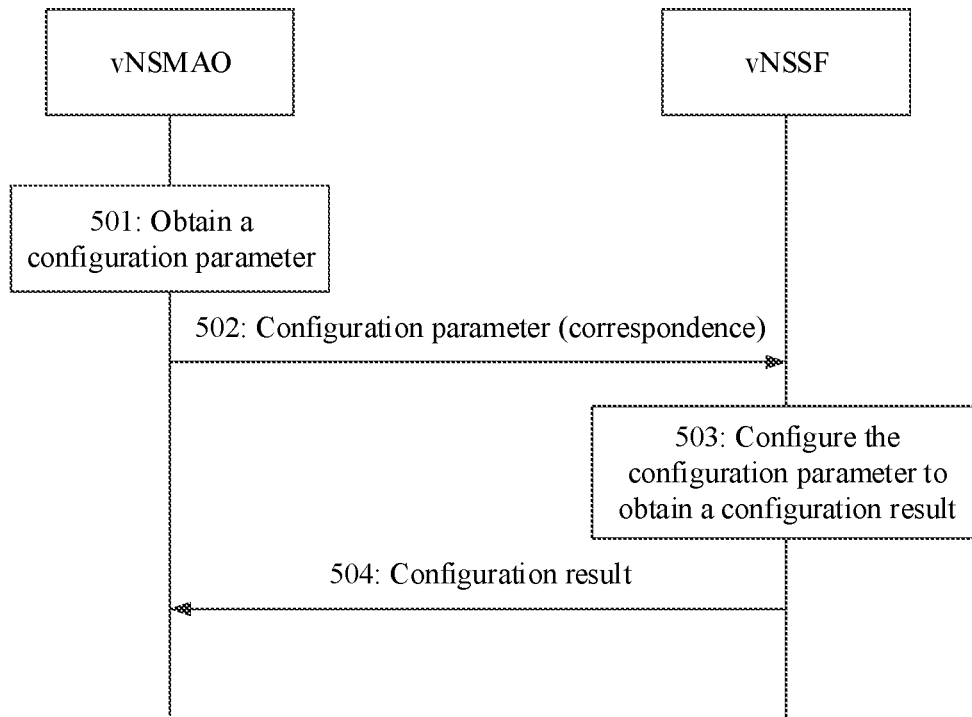 vNSMAO
vNSSF
501: Obtain a
configuration parameter
502: Configuration parameter (correspondence)
503: Configure the
configuration parameter to
obtain a configuration result
504: Configuration result